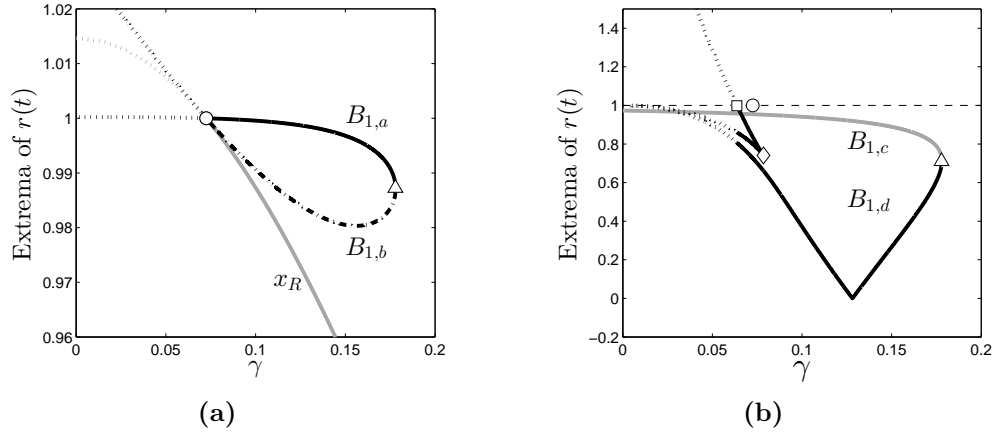 1.02
1.01
1
0.99
0.98
0.97
0.96
0
0.05
0.1
0.15
0.2
Extrema of r(t)
γ
B1,a
B1,b
xR
(a)
1.4
1.2
1
0.8
0.6
0.4
0.2
0
−0.2
0
0.05
0.1
0.15
0.2
Extrema of r(t)
γ
B1,c
B1,d
(b)